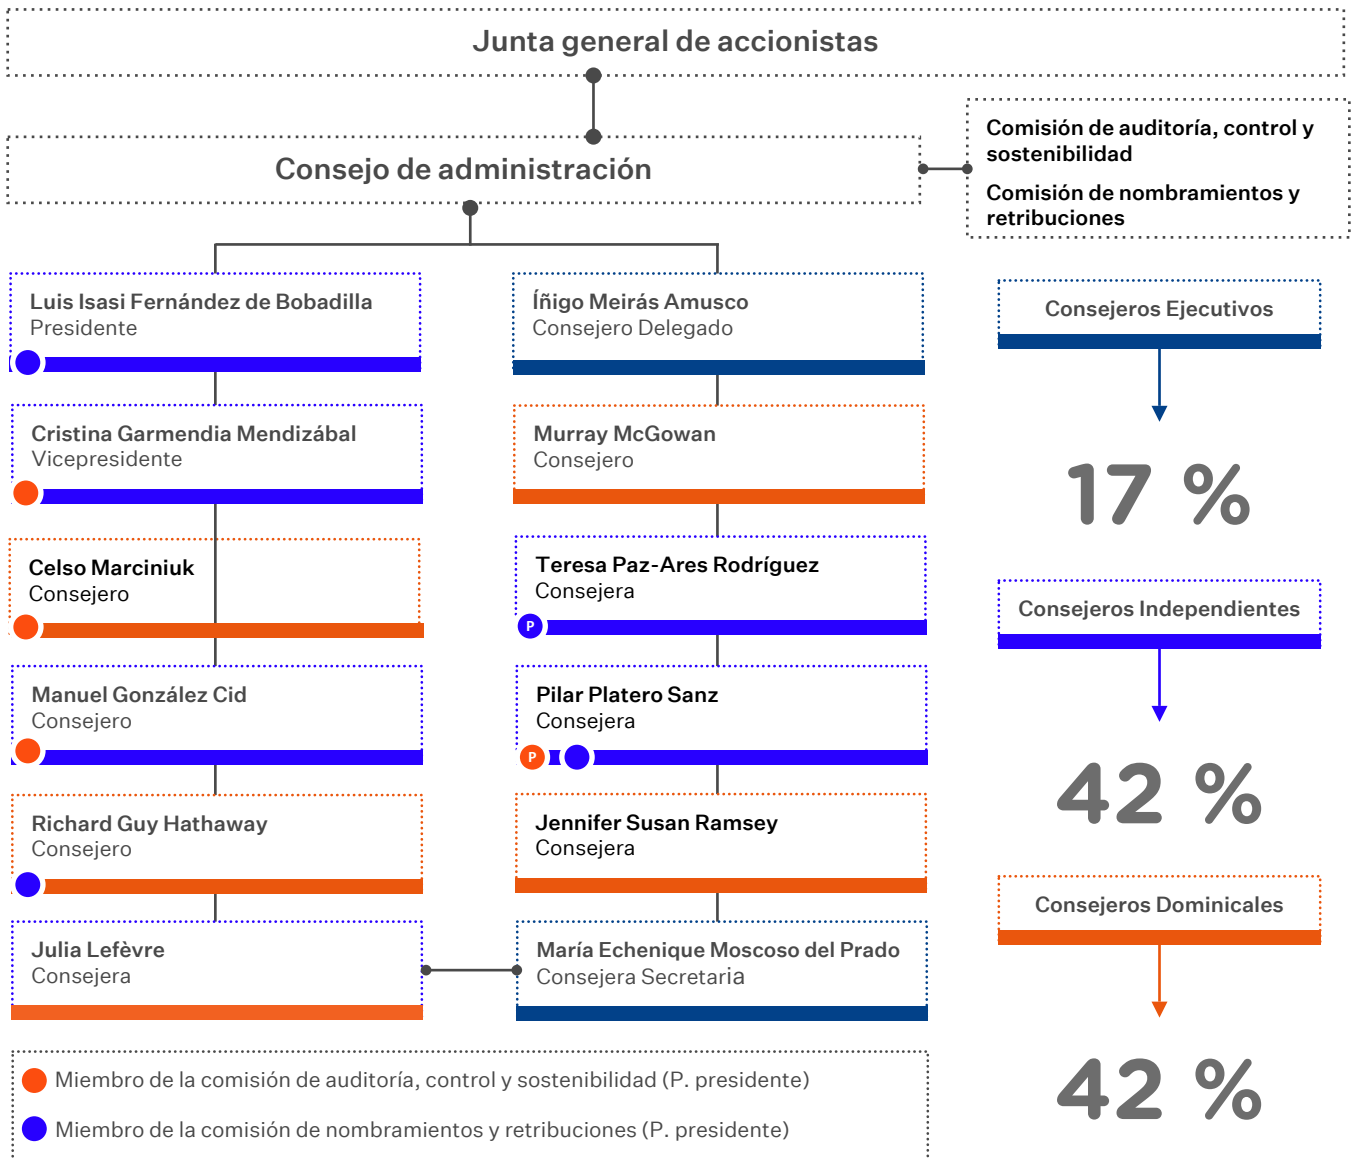 Junta general de accionistas
Consejo de administración
Comisión de auditoría, control y
sostenibilidad
Comisión de nombramientos y
retribuciones
Luis Isasi Fernández de Bobadilla
Presidente
Íñigo Meirás Amusco
Consejero Delegado
Consejeros Ejecutivos
17 %
Cristina Garmendia Mendizábal
Vicepresidente
Murray McGowan
Consejero
Celso Marciniuk
Consejero
Teresa Paz-Ares Rodríguez
Consejera
P
Consejeros Independientes
42 %
Manuel González Cid
Consejero
Pilar Platero Sanz
Consejera
P
Richard Guy Hathaway
Consejero
Jennifer Susan Ramsey
Consejera
Consejeros Dominicales
42 %
Julia Lefèvre
Consejera
María Echenique Moscoso del Prado
Consejera Secretaria
Miembro de la comisión de auditoría, control y sostenibilidad (P. presidente)
Miembro de la comisión de nombramientos y retribuciones (P. presidente)